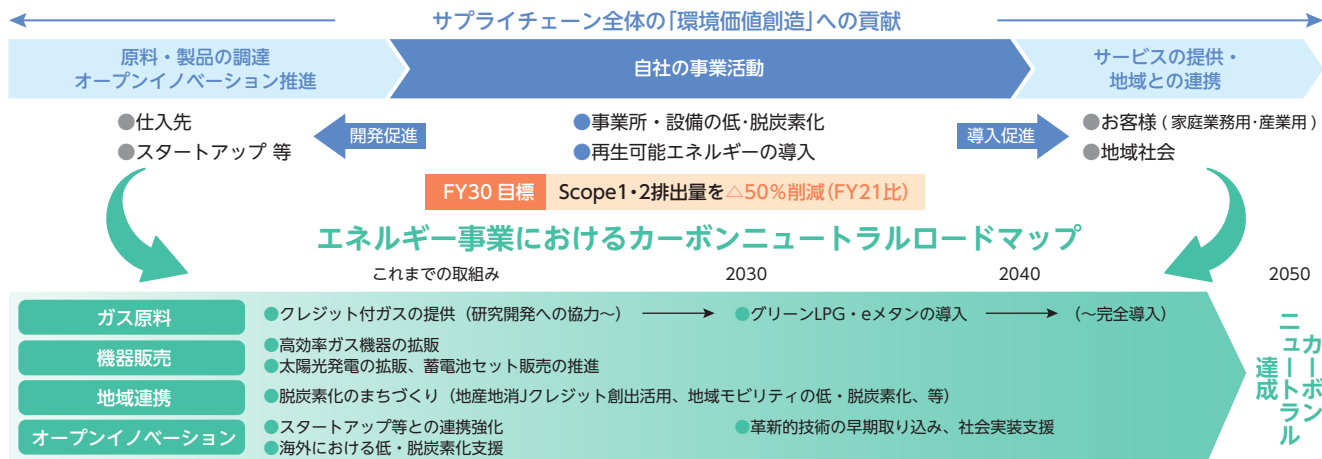 サプライチェーン全体の「環境価値創造」への貢献
原料・製品の調達
オープンイノベーション推進
自社の事業活動
サービスの提供・
地域との連携
●仕入先
●スタートアップ 等
開発促進
●事業所・設備の低・脱炭素化
●再生可能エネルギーの導入
導入促進
●お客様 ( 家庭業務用・産業用 )
●地域社会
FY30 目標 Scope1・2排出量を△50%削減(FY21比)
エネルギー事業におけるカーボンニュートラルロードマップ
これまでの取組み 2030 2040 2050
ガス原料
●クレジット付ガスの提供（研究開発への協力〜） ●グリーンLPG・eメタンの導入 （〜完全導入）
機器販売
●高効率ガス機器の拡販
●太陽光発電の拡販、蓄電池セット販売の推進
地域連携
●脱炭素化のまちづくり（地産地消Jクレジット創出活用、地域モビリティの低・脱炭素化、等）
オープンイノベーション
●スタートアップ等との連携強化 ●革新的技術の早期取り込み、社会実装支援
●海外における低・脱炭素化支援
カーボン
ニュートラル
達成